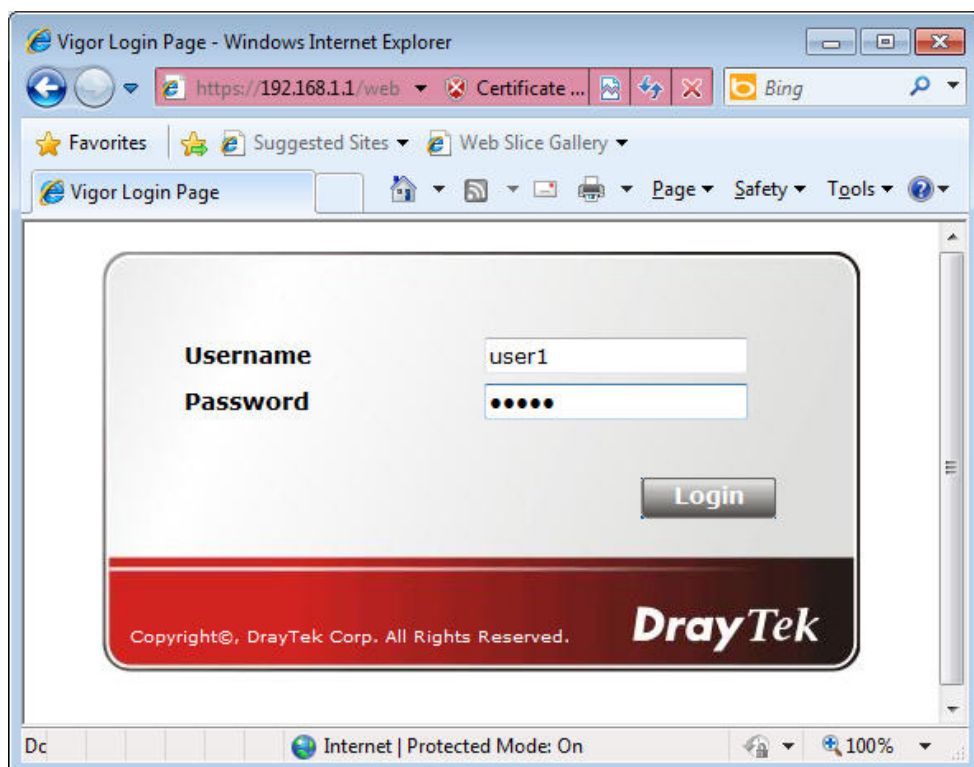 Vigor Login Page - Windows Internet Explorer
https://192.168.1.1/web Certificate ... Bing
Favorites Suggested Sites Web Slice Gallery
Vigor Login Page Page Safety Tools
Username user1
Password •••••
Login
Copyright©, DrayTek Corp. All Rights Reserved. DrayTek
Internet | Protected Mode: On 100%